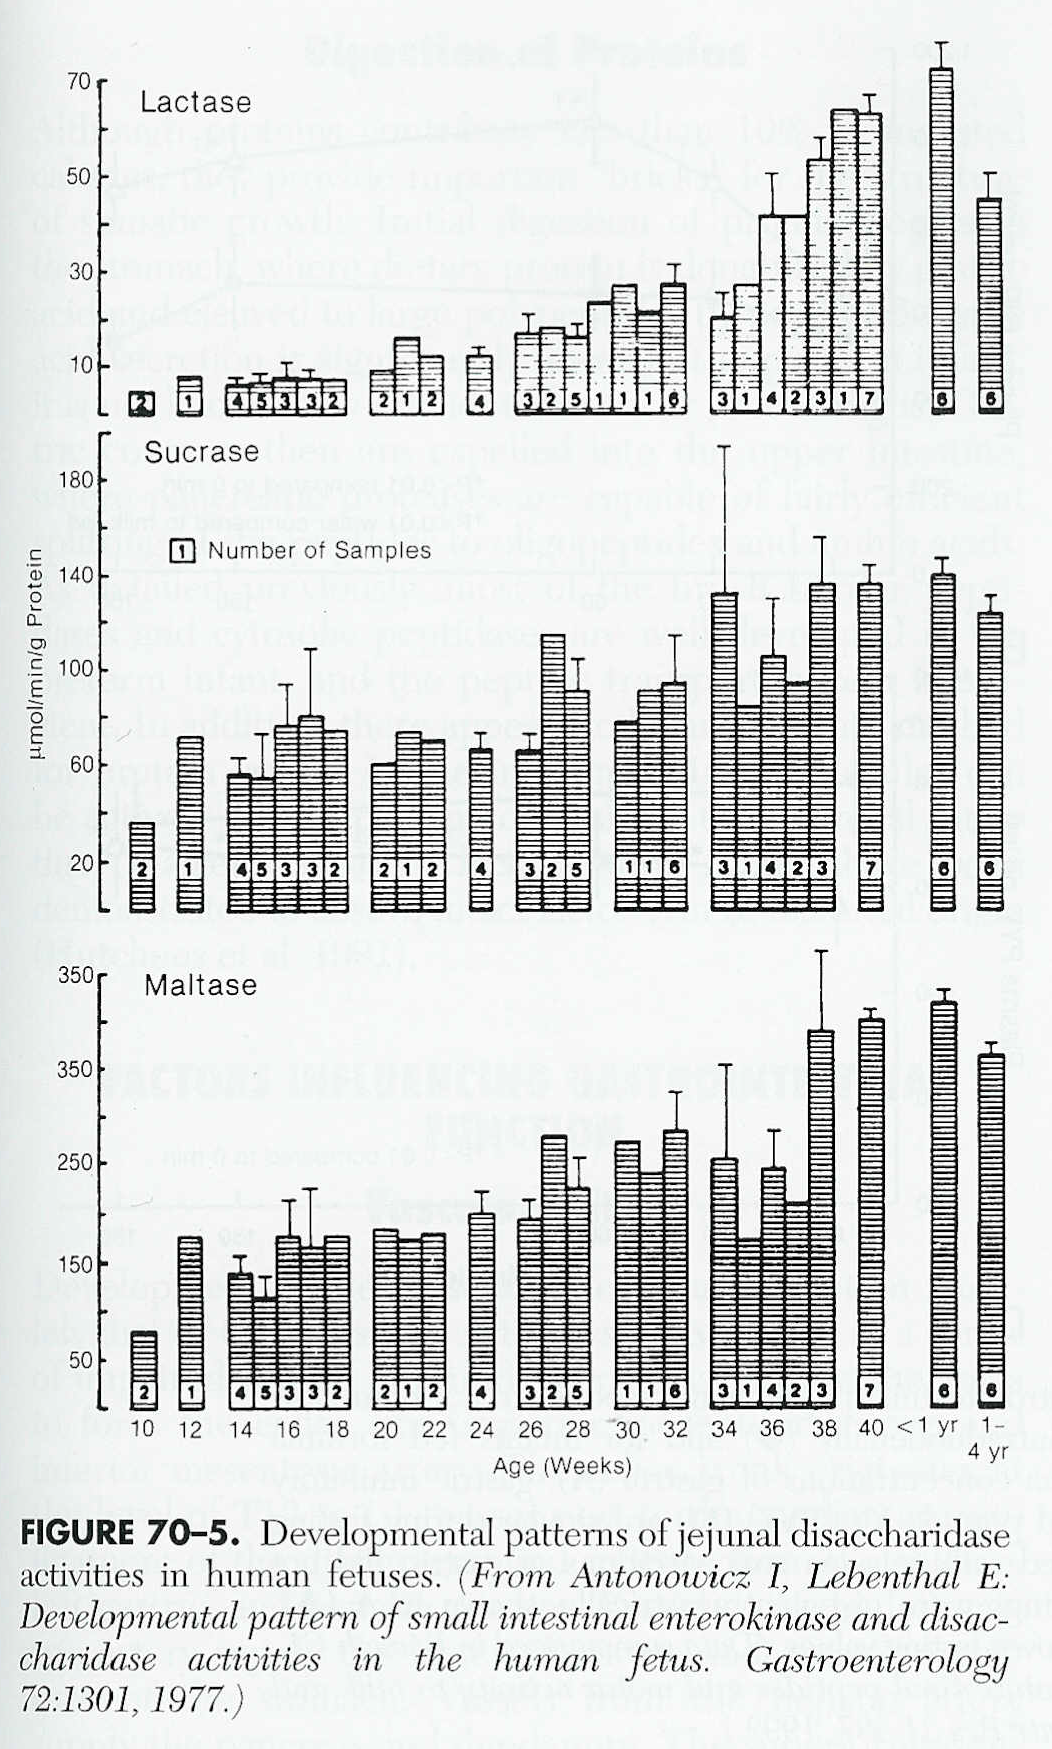 70
Lactase
50
30
10
2 1 4 5 3 3 2 2 1 2 4 3 2 5 1 1 1 6 3 1 4 2 3 1 7 6 6
Sucrase
180
1 Number of Samples
140
100
60
20
2 1 4 5 3 3 2 2 1 2 4 3 2 5 1 1 6 3 1 4 2 3 7 6 6
µmol/min/g Protein
350
Maltase
350
250
150
50
2 1 4 5 3 3 2 2 1 2 4 3 2 5 1 1 6 3 1 4 2 3 7 6 6
10 12 14 16 18 20 22 24 26 28 30 32 34 36 38 40 <1 yr 1-
4 yr
Age (Weeks)
FIGURE 70–5. Developmental patterns of jejunal disaccharidase
activities in human fetuses. (From Antonowicz I, Lebenthal E:
Developmental pattern of small intestinal enterokinase and disac-
charidase activities in the human fetus. Gastroenterology
72:1301, 1977.)